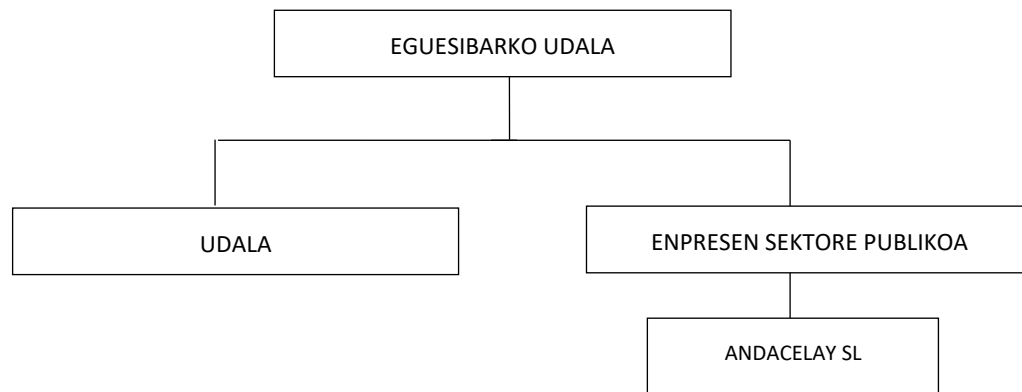 EGUESIBARKO UDALA
UDALA
ENPRESEN SEKTORE PUBLIKOA
ANDACELAY SL